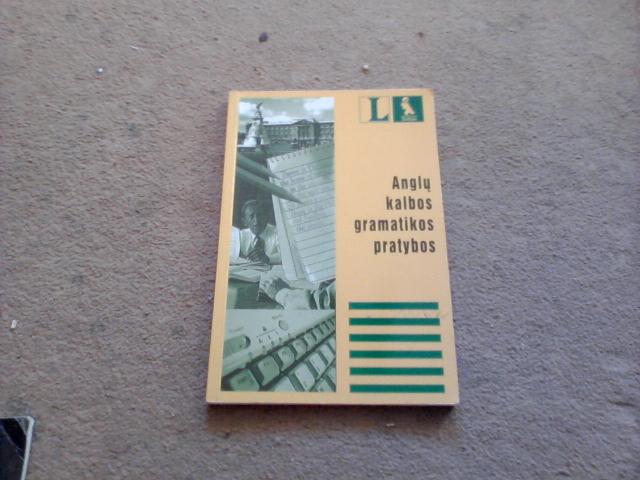 L
Anglų
kalbos
gramatikos
pratybos